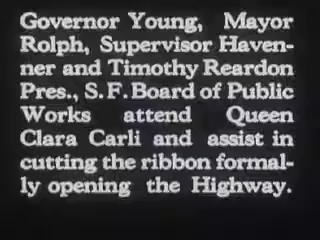 Governor Young, Mayor
Rolph, Supervisor Haven-
ner and Timothy Reardon
Pres., S. F. Board of Public
Works attend Queen
Clara Carli and assist in
cutting the ribbon formal-
ly opening the Highway.